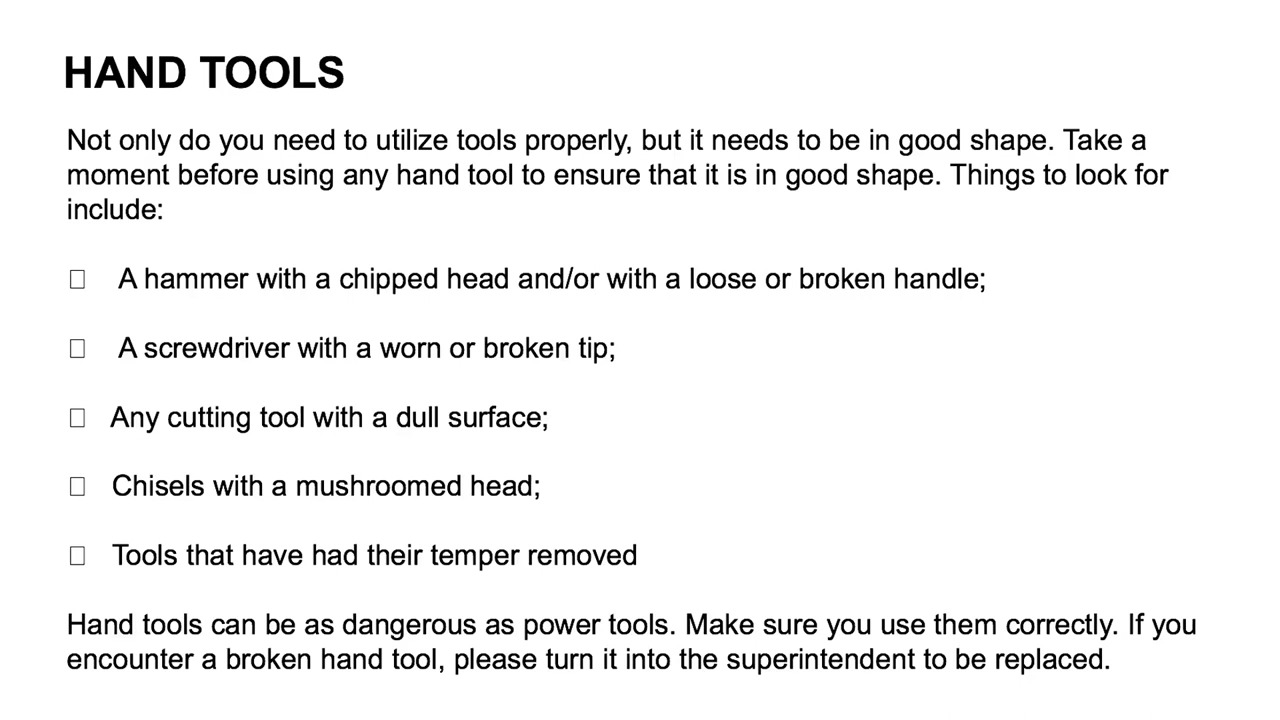 HAND TOOLS
Not only do you need to utilize tools properly, but it needs to be in good shape. Take a
moment before using any hand tool to ensure that it is in good shape. Things to look for
include:
□ A hammer with a chipped head and/or with a loose or broken handle;
□ A screwdriver with a worn or broken tip;
□ Any cutting tool with a dull surface;
□ Chisels with a mushroomed head;
□ Tools that have had their temper removed
Hand tools can be as dangerous as power tools. Make sure you use them correctly. If you
encounter a broken hand tool, please turn it into the superintendent to be replaced.